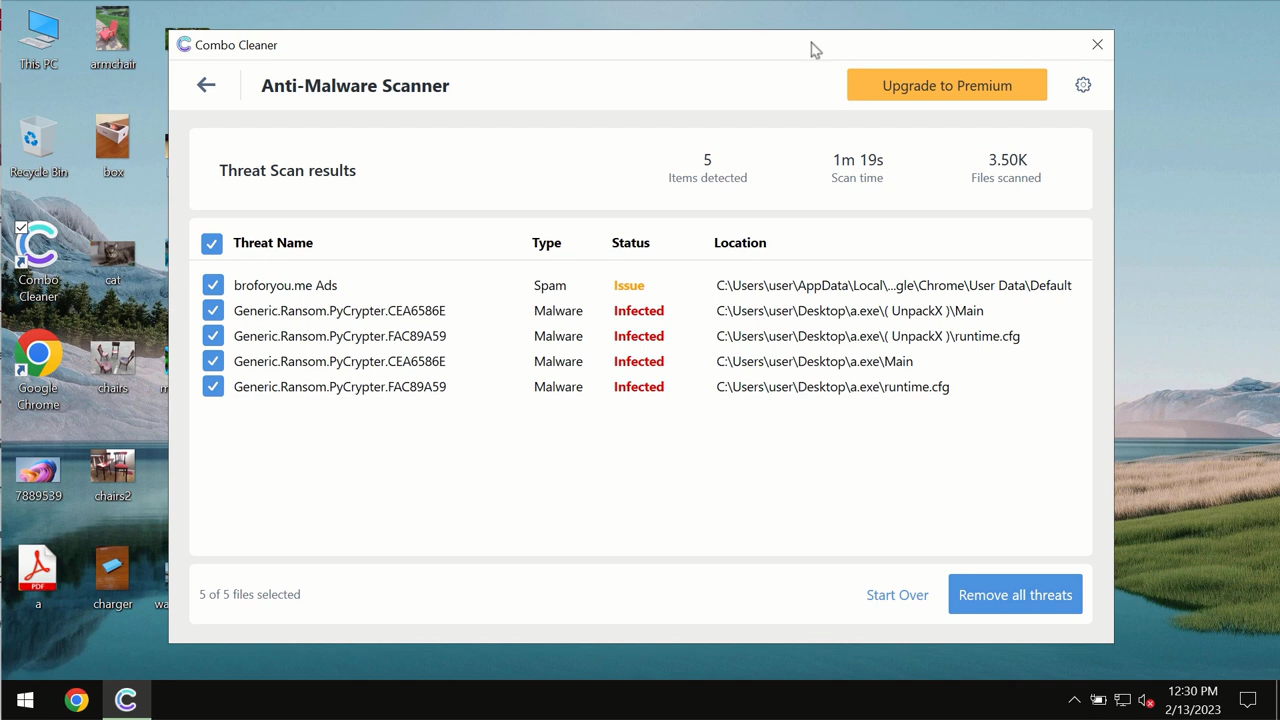 This PC
armchair
Recycle Bin
box
Combo
Cleaner
cat
Google
Chrome
chairs
7889539
chairs2
PDF
a
charger
Combo Cleaner
Anti-Malware Scanner
Upgrade to Premium
Threat Scan results
5
Items detected
1m 19s
Scan time
3.50K
Files scanned
Threat Name Type Status Location
broforyou.me Ads Spam Issue C:\Users\user\AppData\Local\...gle\Chrome\User Data\Default
Generic.Ransom.PyCrypter.CEA6586E Malware Infected C:\Users\user\Desktop\a.exe\( UnpackX )\Main
Generic.Ransom.PyCrypter.FAC89A59 Malware Infected C:\Users\user\Desktop\a.exe\( UnpackX )\runtime.cfg
Generic.Ransom.PyCrypter.CEA6586E Malware Infected C:\Users\user\Desktop\a.exe\Main
Generic.Ransom.PyCrypter.FAC89A59 Malware Infected C:\Users\user\Desktop\a.exe\runtime.cfg
5 of 5 files selected
Start Over
Remove all threats
12:30 PM
2/13/2023